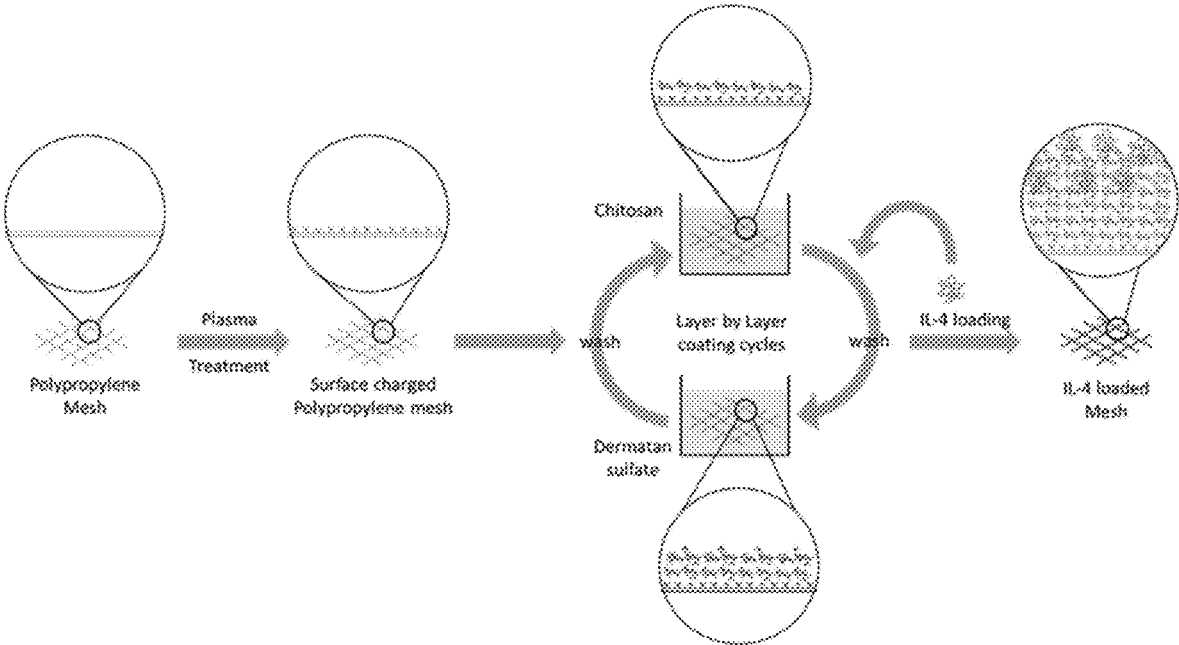 Polypropylene
Mesh
Plasma
Treatment
Surface charged
Polypropylene mesh
Chitosan
wash
Layer by Layer
coating cycles
wash
Dermatan
sulfate
IL-4 loading
IL-4 loaded
Mesh